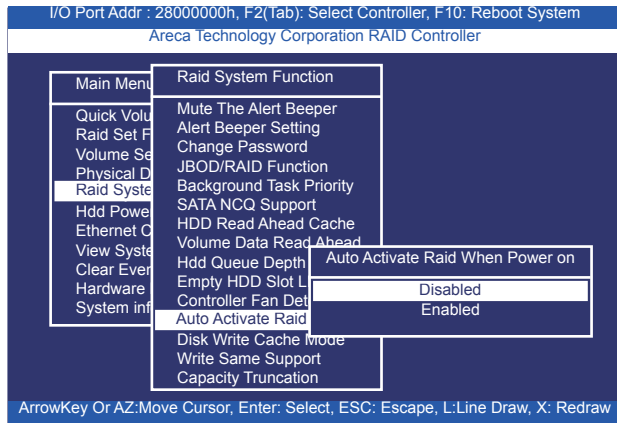 I/O Port Addr : 28000000h, F2(Tab): Select Controller, F10: Reboot System
Areca Technology Corporation RAID Controller
Main Menu
Quick Volu
Raid Set F
Volume Se
Physical D
Raid Syste
Hdd Power
Ethernet C
View Syste
Clear Even
Hardware
System inf
Raid System Function
Mute The Alert Beeper
Alert Beeper Setting
Change Password
JBOD/RAID Function
Background Task Priority
SATA NCQ Support
HDD Read Ahead Cache
Volume Data Read Ahead
Hdd Queue Depth
Empty HDD Slot L
Controller Fan Det
Auto Activate Raid
Disk Write Cache Mode
Write Same Support
Capacity Truncation
Auto Activate Raid When Power on
Disabled
Enabled
ArrowKey Or AZ:Move Cursor, Enter: Select, ESC: Escape, L:Line Draw, X: Redraw